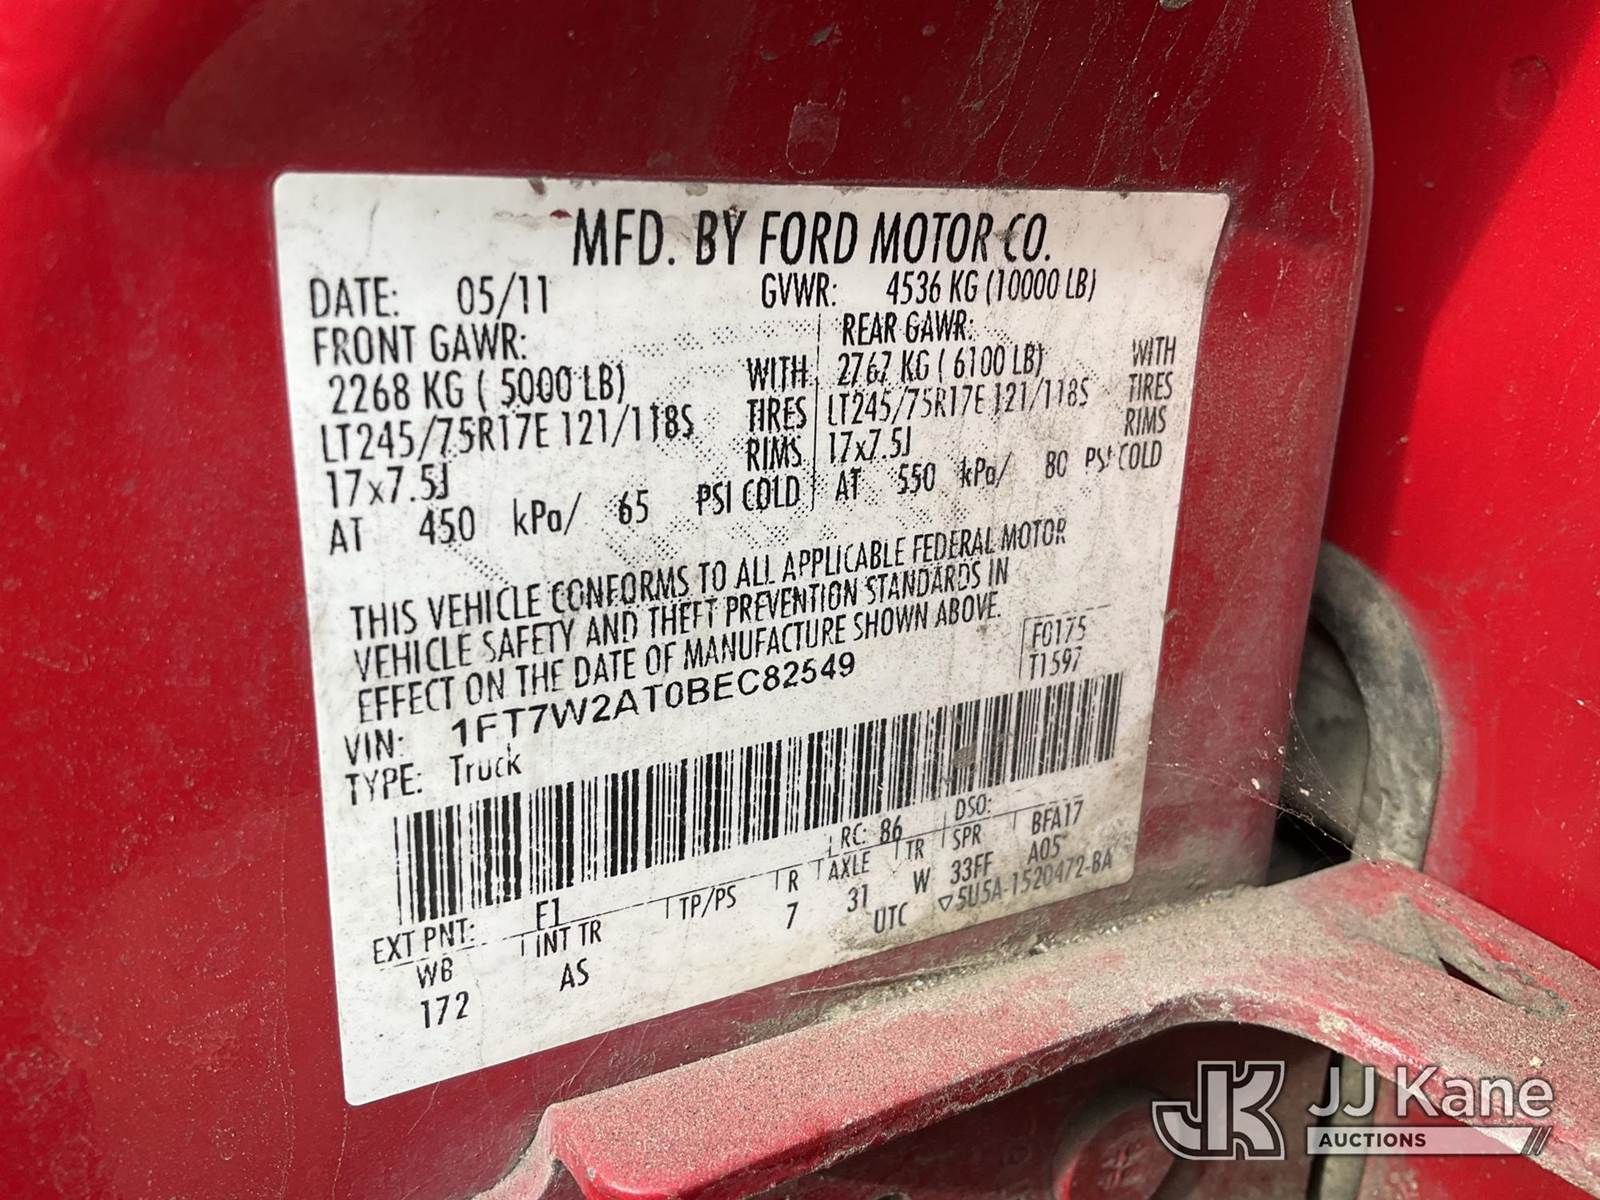 MFD. BY FORD MOTOR CO.
DATE: 05/11 GVWR: 4536 KG (10000 LB)
FRONT GAWR: REAR GAWR:
2268 KG ( 5000 LB) WITH 2767 KG ( 6100 LB) WITH
LT245/75R17E 121/118S TIRES LT245/75R17E 121/118S TIRES
17x7.5J RIMS 17x7.5J RIMS
AT 450 kPa/ 65 PSI COLD AT 550 kPa/ 80 PSI COLD
THIS VEHICLE CONFORMS TO ALL APPLICABLE FEDERAL MOTOR
VEHICLE SAFETY AND THEFT PREVENTION STANDARDS IN
EFFECT ON THE DATE OF MANUFACTURE SHOWN ABOVE.
VIN: 1FT7W2AT0BEC82549 F0175
TYPE: Truck T1597
RC: 86 DSO:
EXT PNT: F1
WB INT TR TP/PS R AXLE TR SPR BFA17
172 AS 7 31 W 33FF A05
UTC ▽5U5A-1520472-BA
JK JJ Kane
AUCTIONS